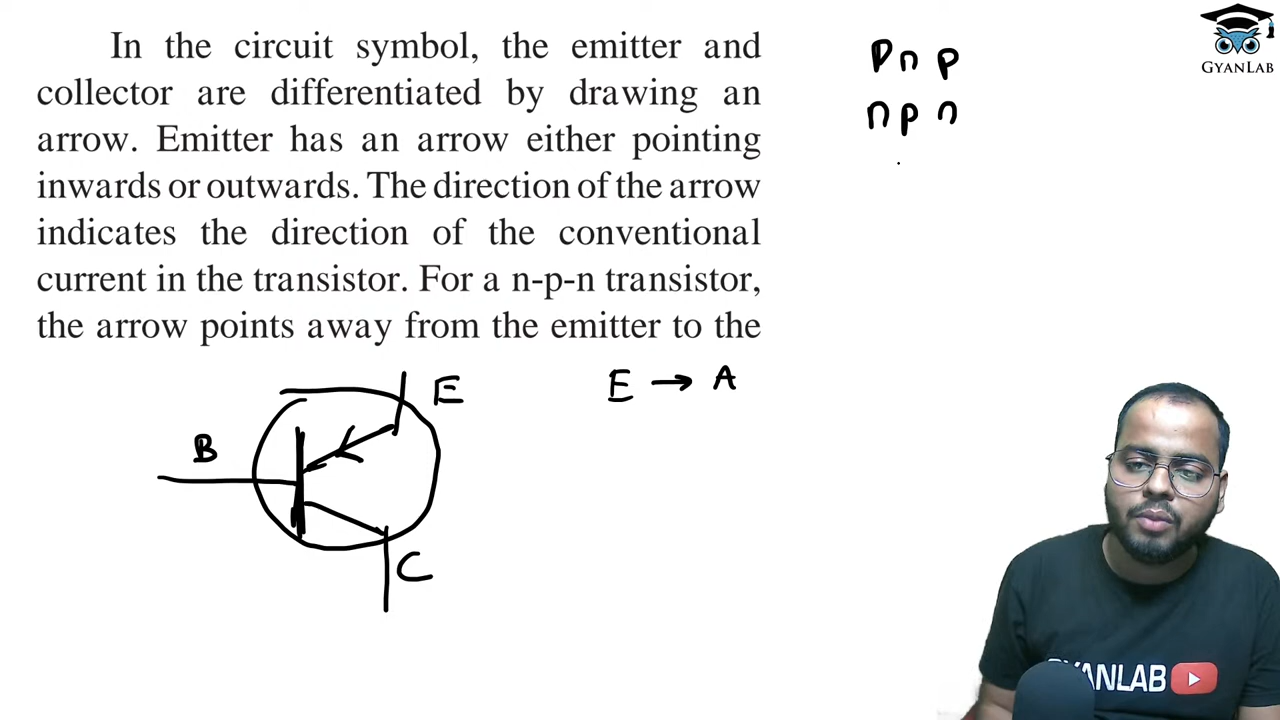 In the circuit symbol, the emitter and
collector are differentiated by drawing an
arrow. Emitter has an arrow either pointing
inwards or outwards. The direction of the arrow
indicates the direction of the conventional
current in the transistor. For a n-p-n transistor,
the arrow points away from the emitter to the
p n p
n p n
GYANLAB
E
E → A
B
C
GYANLAB